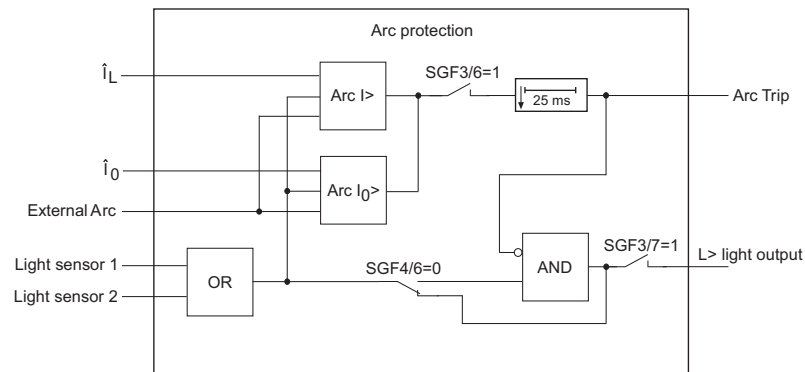 Arc protection
Î_L
Arc I>
SGF3/6=1
25 ms
Arc Trip
Î_0
Arc I_0>
External Arc
Light sensor 1
Light sensor 2
OR
SGF4/6=0
AND
SGF3/7=1
L> light output